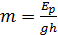 m = E_p/gh